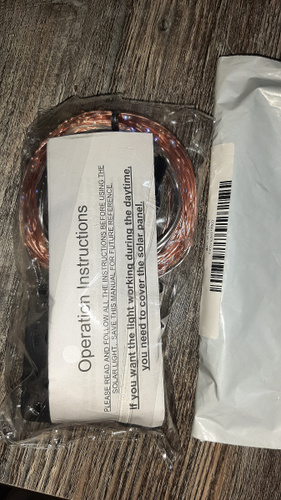 Operation Instructions
PLEASE READ AND FOLLOW ALL THE INSTRUCTIONS BEFORE USING THE
SOLAR LIGHT. SAVE THIS MANUAL FOR FUTURE REFERENCE.
If you want the light working during the daytime,
you need to cover the solar panel.